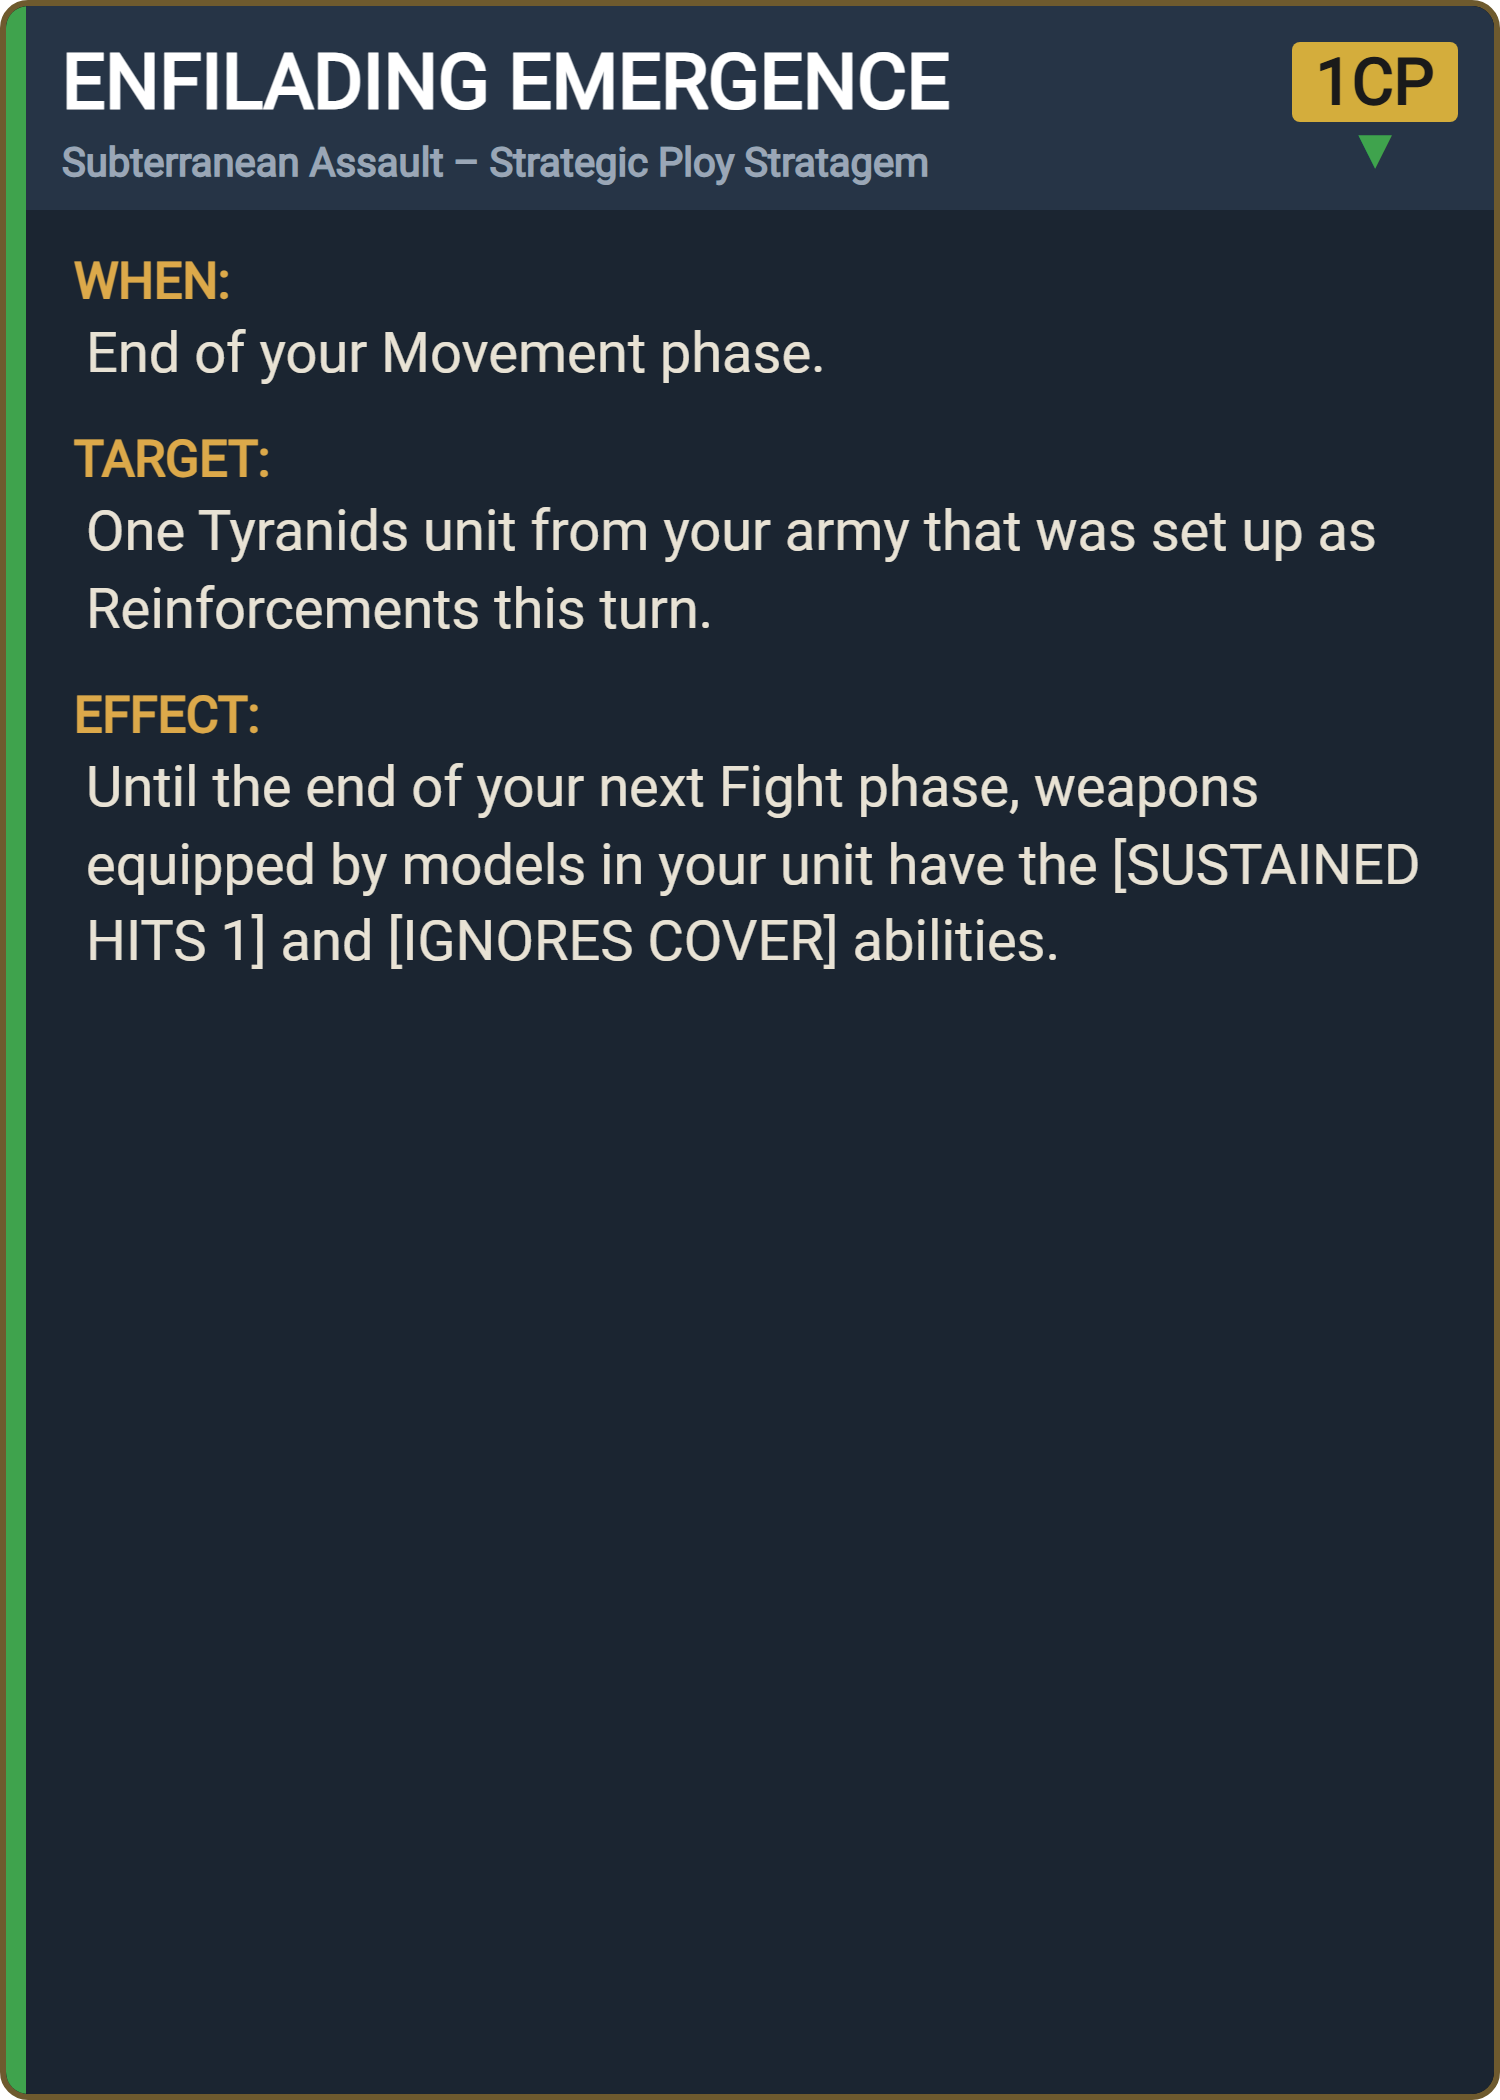 ENFILADING EMERGENCE
1CP
Subterranean Assault – Strategic Ploy Stratagem
WHEN:
End of your Movement phase.
TARGET:
One Tyranids unit from your army that was set up as
Reinforcements this turn.
EFFECT:
Until the end of your next Fight phase, weapons
equipped by models in your unit have the [SUSTAINED
HITS 1] and [IGNORES COVER] abilities.